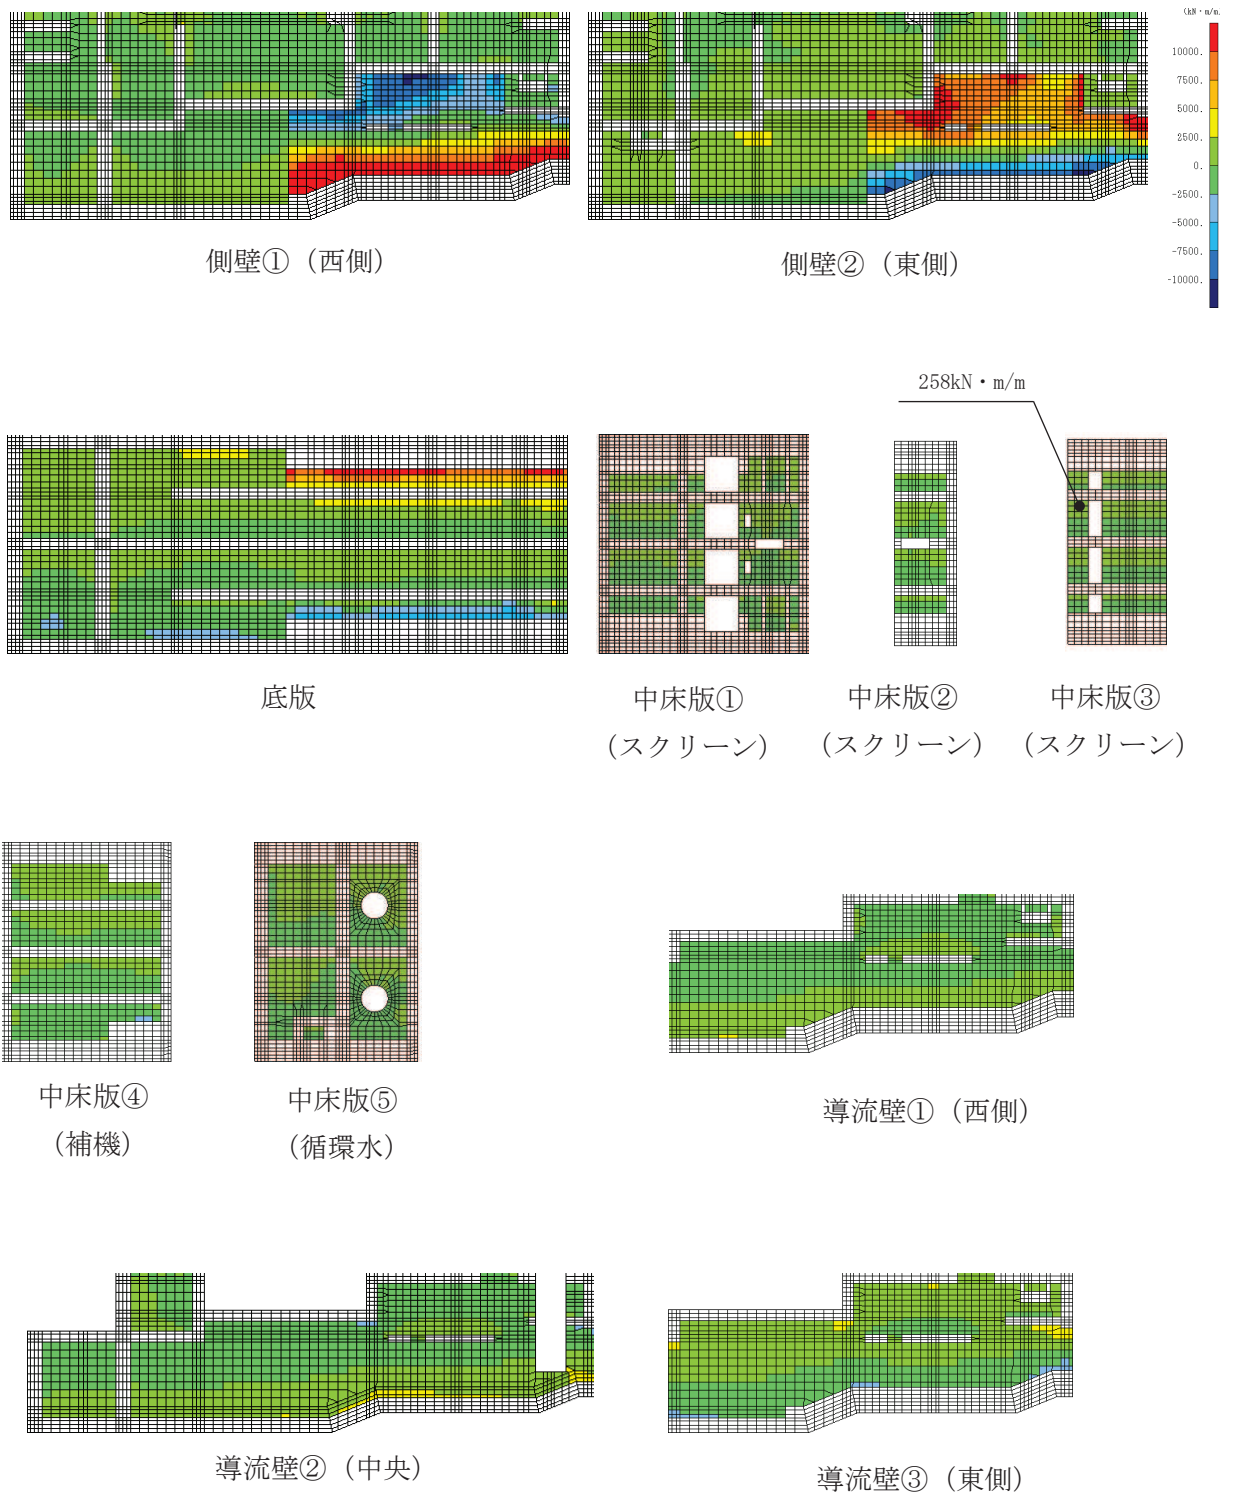 (kN・m/m.
10000.
7500.
5000.
2500.
0.
-2500.
-5000.
-7500.
-10000.
側壁①（西側）
側壁②（東側）
258kN・m/m
底版
中床版①
（スクリーン）
中床版②
（スクリーン）
中床版③
（スクリーン）
中床版④
（補機）
中床版⑤
（循環水）
導流壁①（西側）
導流壁②（中央）
導流壁③（東側）